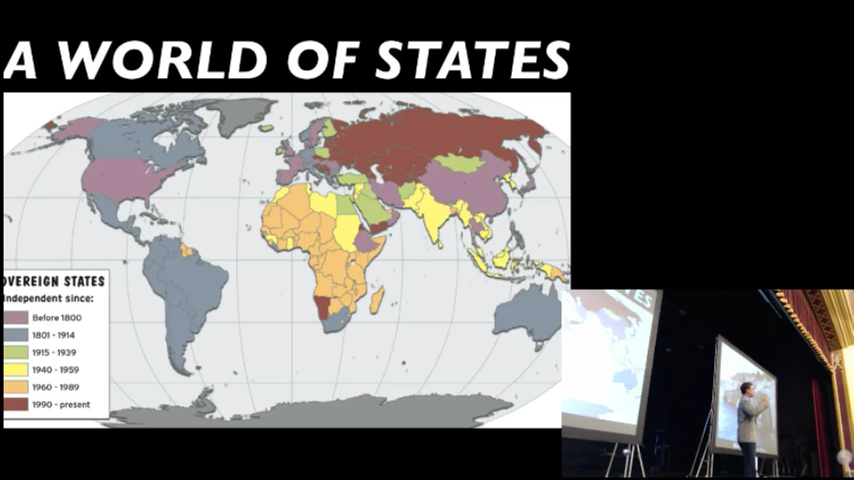 A WORLD OF STATES
OVEREIGN STATES
Independent since:
Before 1800
1801 - 1914
1915 - 1939
1940 - 1959
1960 - 1989
1990 - present
TES